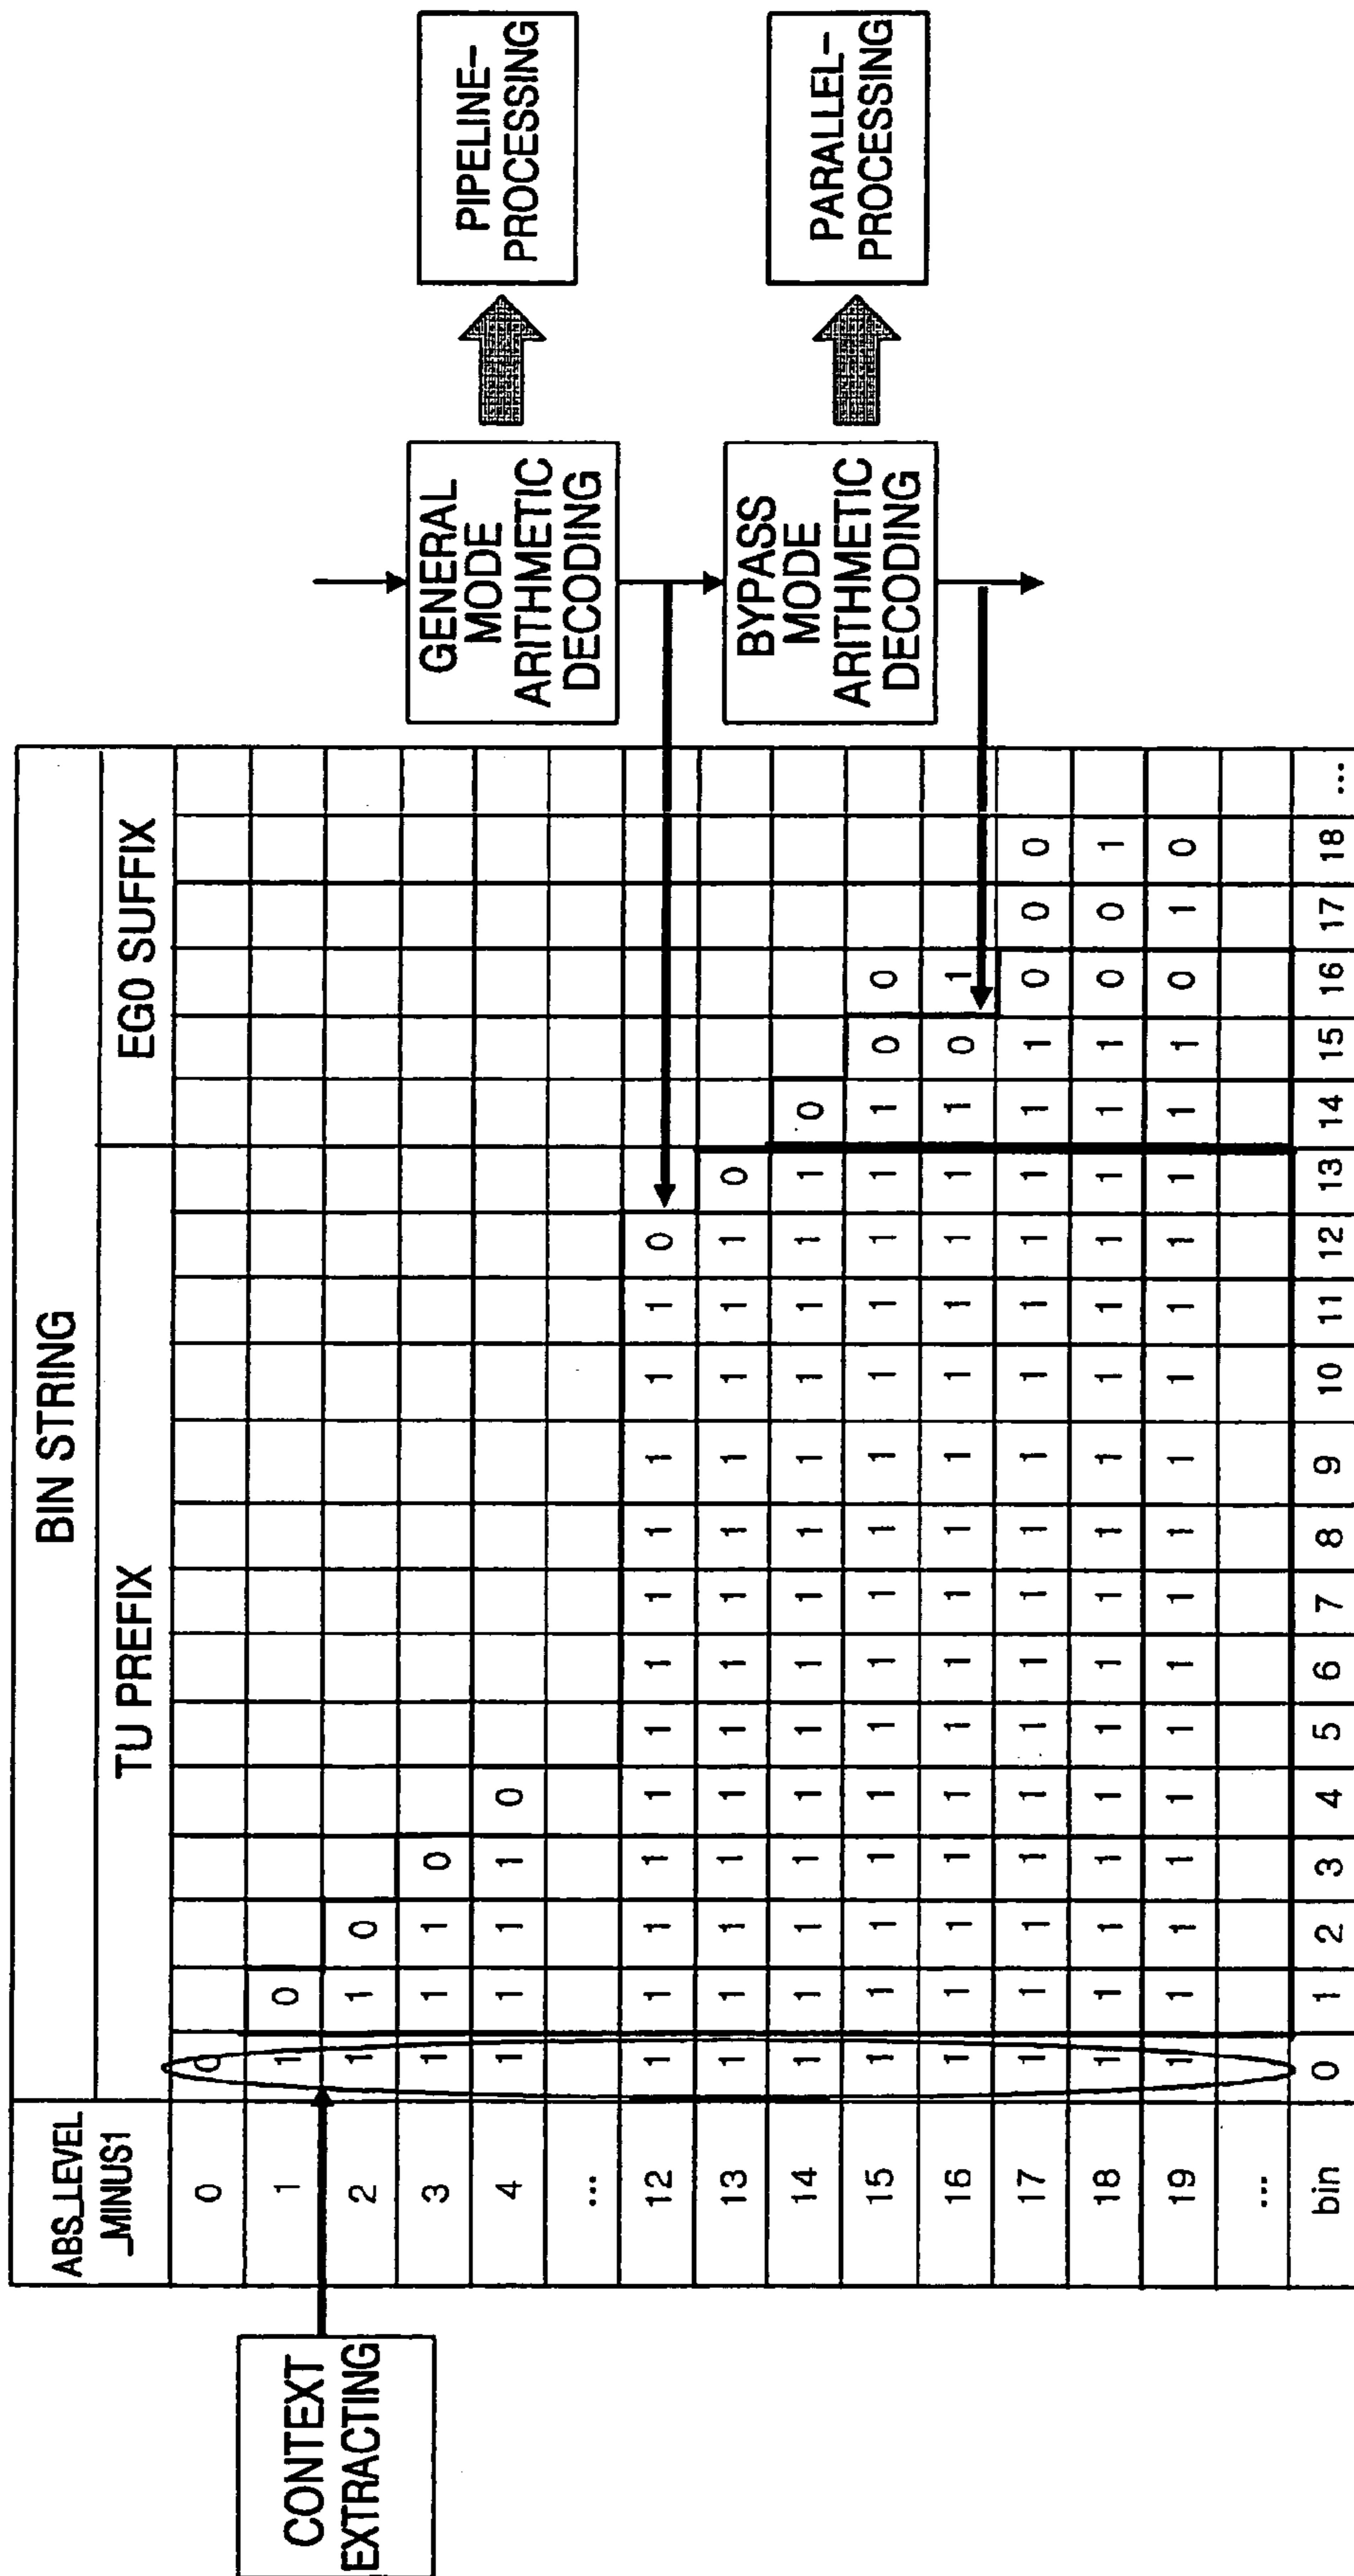 CONTEXT
EXTRACTING
ABS_LEVEL
_MINUS1
BIN STRING
TU PREFIX
EG0 SUFFIX
0 0
1 1 0
2 1 1 0
3 1 1 1 0
4 1 1 1 1 0
...
12 1 1 1 1 1 1 1 1 1 1 1 1 0
13 1 1 1 1 1 1 1 1 1 1 1 1 1 0
14 1 1 1 1 1 1 1 1 1 1 1 1 1 1 0
15 1 1 1 1 1 1 1 1 1 1 1 1 1 1 1 0 0
16 1 1 1 1 1 1 1 1 1 1 1 1 1 1 1 0 1
17 1 1 1 1 1 1 1 1 1 1 1 1 1 1 1 1 0 0 0
18 1 1 1 1 1 1 1 1 1 1 1 1 1 1 1 1 0 0 1
19 1 1 1 1 1 1 1 1 1 1 1 1 1 1 1 1 0 1 0
...
bin 0 1 2 3 4 5 6 7 8 9 10 11 12 13 14 15 16 17 18 ...
GENERAL
MODE
ARITHMETIC
DECODING
PIPELINE-
PROCESSING
BYPASS
MODE
ARITHMETIC
DECODING
PARALLEL-
PROCESSING